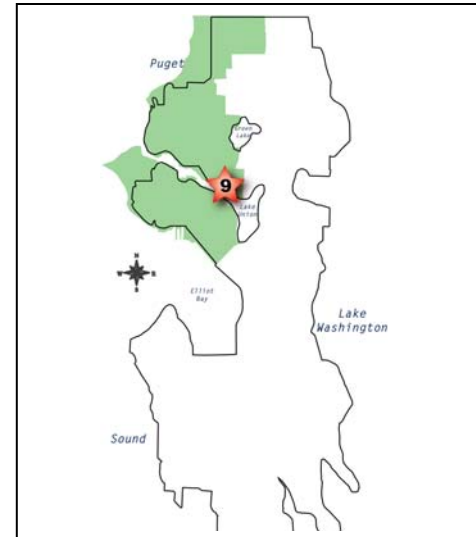 Puget
Green
Lake
9
Lake
Union
N
W
S
Elliot
Bay
Lake
Washington
Sound